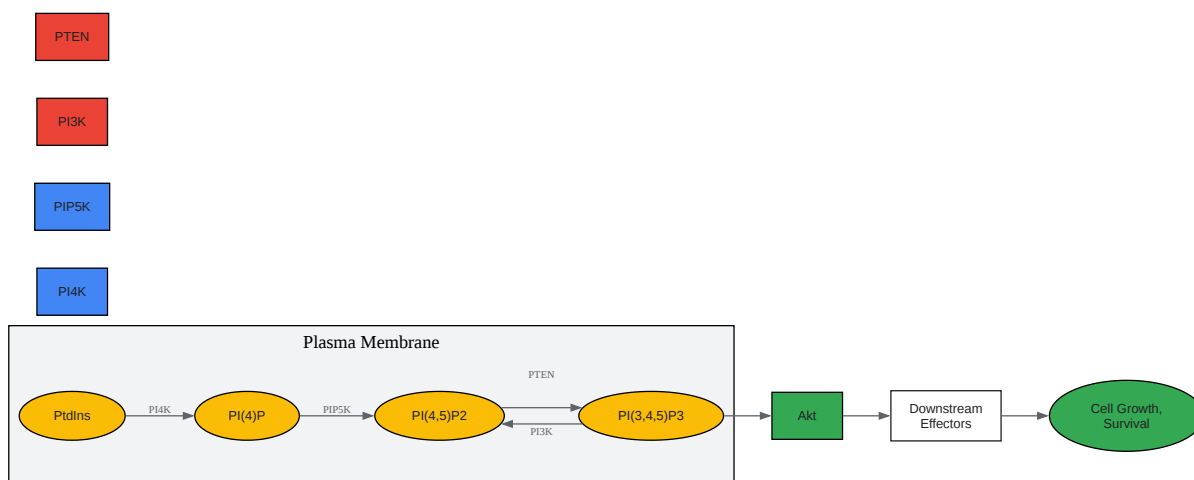 PTEN
PI3K
PIP5K
PI4K
Plasma Membrane
PtdIns
PI4K
PI(4)P
PIP5K
PI(4,5)P2
PTEN
PI3K
PI(3,4,5)P3
Akt
Downstream
Effectors
Cell Growth,
Survival